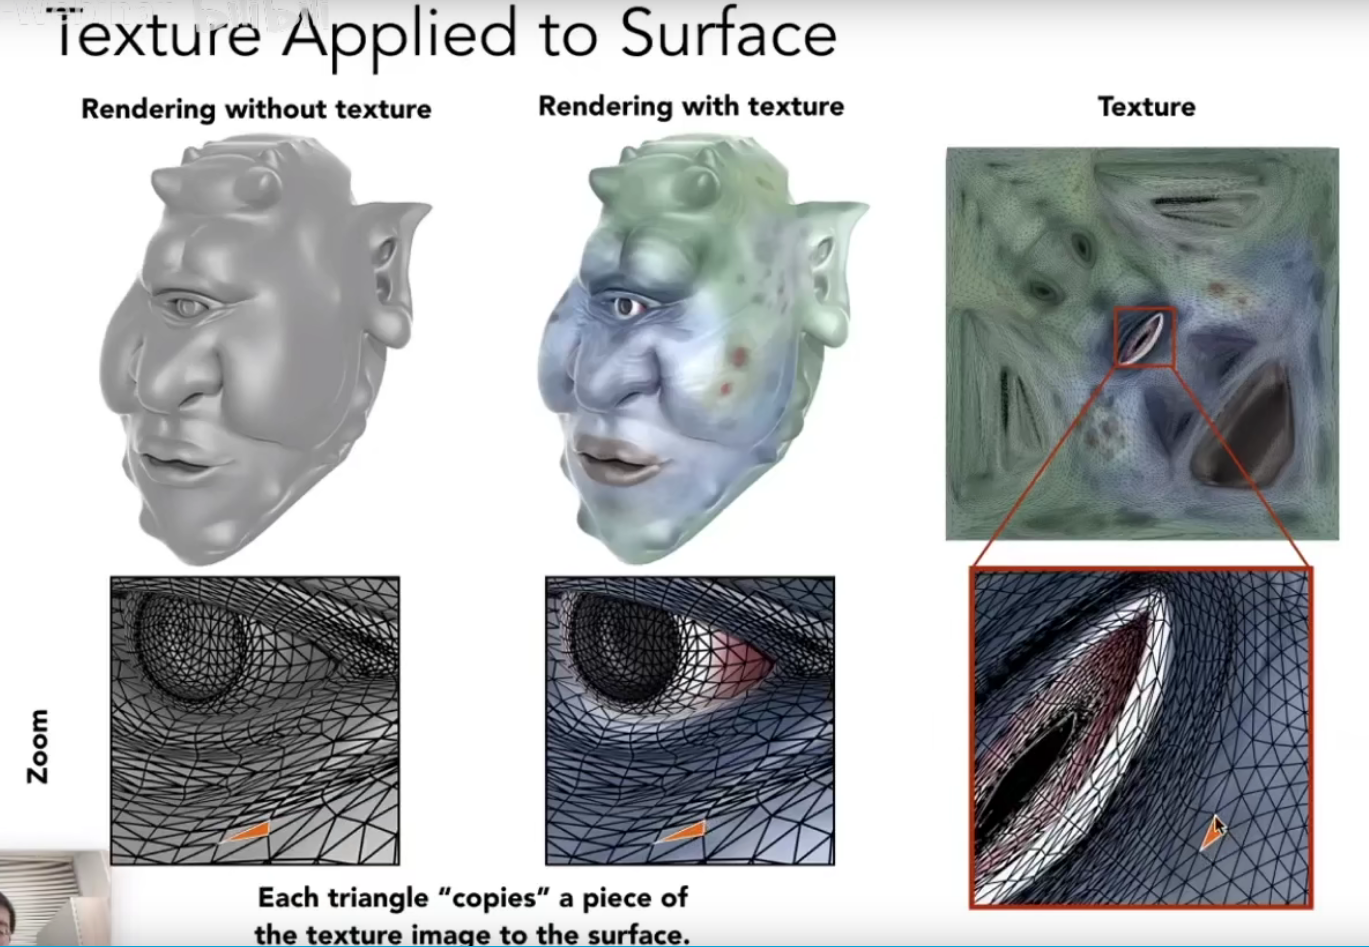 Texture Applied to Surface
Rendering without texture
Rendering with texture
Texture
Zoom
Each triangle “copies” a piece of
the texture image to the surface.